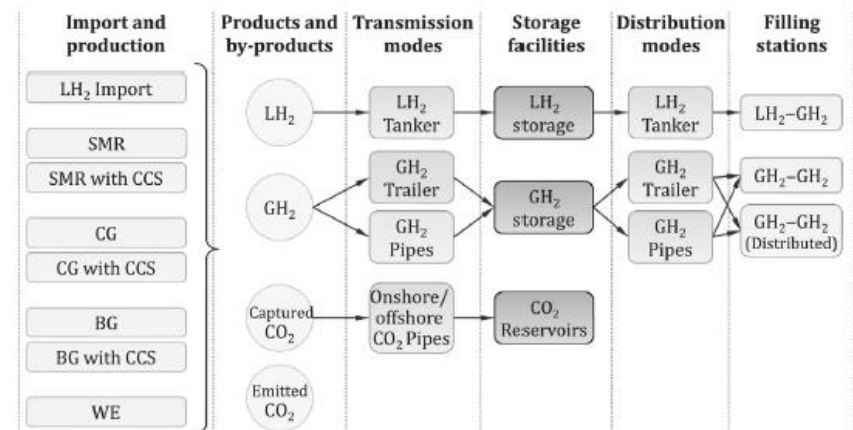 Import and
production
Products and
by-products
Transmission
modes
Storage
facilities
Distribution
modes
Filling
stations
LH₂ Import
SMR
SMR with CCS
CG
CG with CCS
BG
BG with CCS
WE
LH₂
GH₂
Captured
CO₂
Emitted
CO₂
LH₂
Tanker
GH₂
Trailer
GH₂
Pipes
Onshore/
offshore
CO₂ Pipes
LH₂
storage
GH₂
storage
CO₂
Reservoirs
LH₂
Tanker
GH₂
Trailer
GH₂
Pipes
LH₂–GH₂
GH₂–GH₂
GH₂–GH₂
(Distributed)